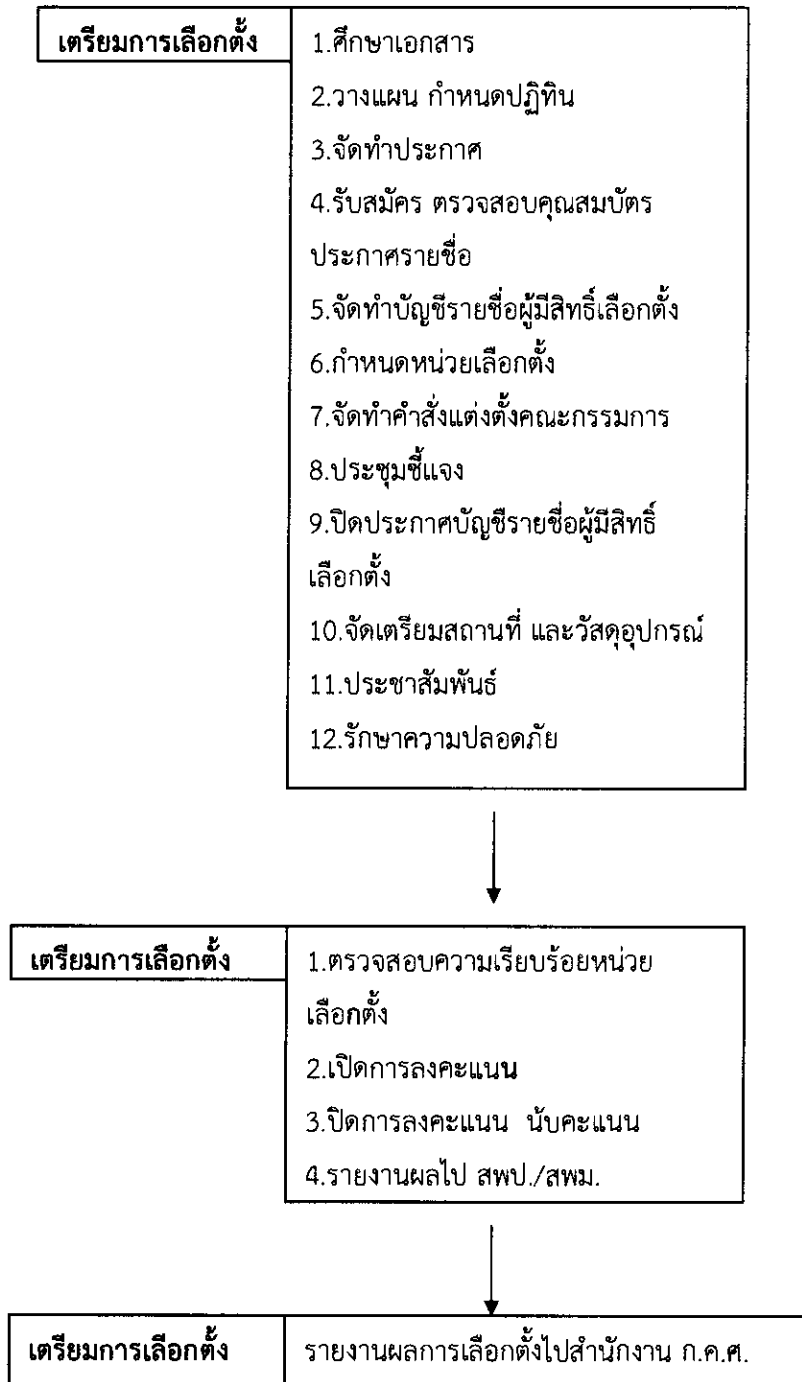 เตรียมการเลือกตั้ง
1.ศึกษาเอกสาร
2.วางแผน กำหนดปฏิทิน
3.จัดทำประกาศ
4.รับสมัคร ตรวจสอบคุณสมบัตร
ประกาศรายชื่อ
5.จัดทำบัญชีรายชื่อผู้มีสิทธิ์เลือกตั้ง
6.กำหนดหน่วยเลือกตั้ง
7.จัดทำคำสั่งแต่งตั้งคณะกรรมการ
8.ประชุมชี้แจง
9.ปิดประกาศบัญชีรายชื่อผู้มีสิทธิ์
เลือกตั้ง
10.จัดเตรียมสถานที่ และวัสดุอุปกรณ์
11.ประชาสัมพันธ์
12.รักษาความปลอดภัย
เตรียมการเลือกตั้ง
1.ตรวจสอบความเรียบร้อยหน่วย
เลือกตั้ง
2.เปิดการลงคะแนน
3.ปิดการลงคะแนน นับคะแนน
4.รายงานผลไป สพป./สพม.
เตรียมการเลือกตั้ง
รายงานผลการเลือกตั้งไปสำนักงาน ก.ค.ศ.